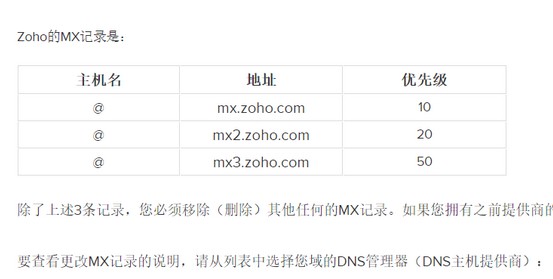 Zoho的MX记录是：
主机名 地址 优先级
@ mx.zoho.com 10
@ mx2.zoho.com 20
@ mx3.zoho.com 50
除了上述3条记录，您必须移除（删除）其他任何的MX记录。如果您拥有之前提供商的
要查看更改MX记录的说明，请从列表中选择您域的DNS管理器（DNS主机提供商）：